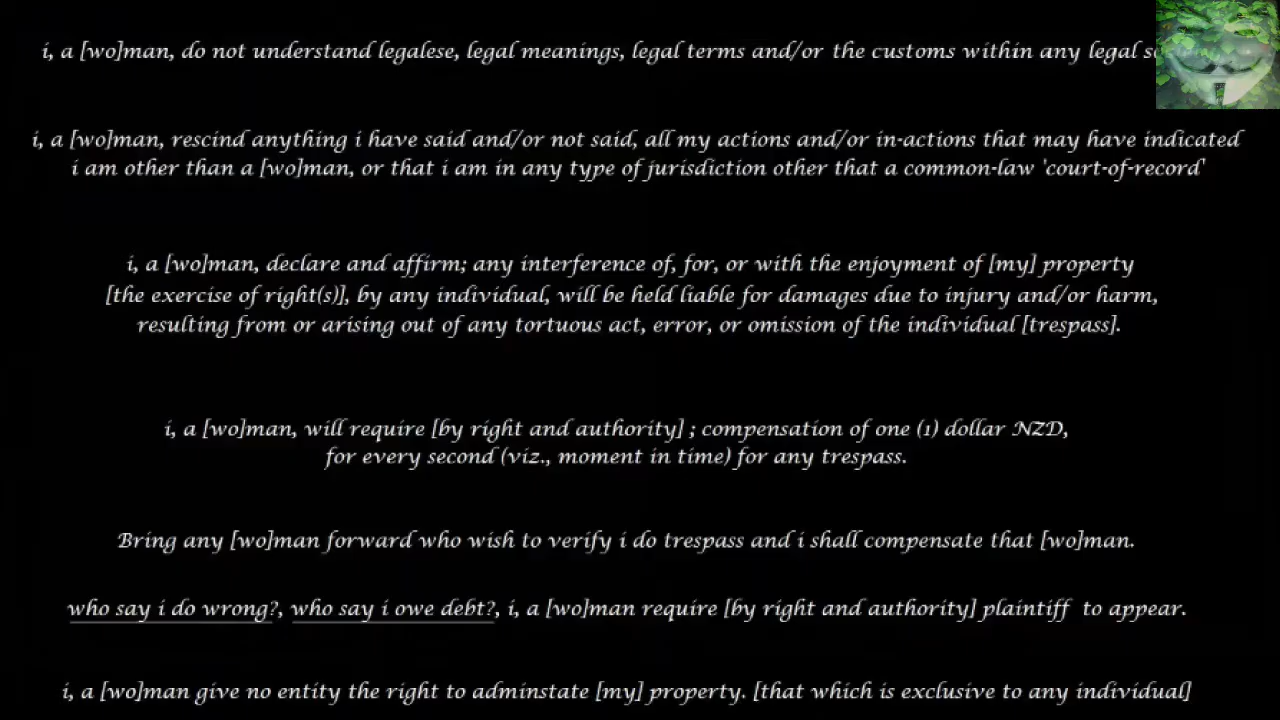 i, a [wo]man, do not understand legalese, legal meanings, legal terms and/or the customs within any legal
i, a [wo]man, rescind anything i have said and/or not said, all my actions and/or in-actions that may have indicated
i am other than a [wo]man, or that i am in any type of jurisdiction other that a common-law 'court-of-record'
i, a [wo]man, declare and affirm; any interference of, for, or with the enjoyment of [my] property
[the exercise of right(s)], by any individual, will be held liable for damages due to injury and/or harm,
resulting from or arising out of any tortuous act, error, or omission of the individual [trespass].
i, a [wo]man, will require [by right and authority] ; compensation of one (1) dollar NZD,
for every second (viz., moment in time) for any trespass.
Bring any [wo]man forward who wish to verify i do trespass and i shall compensate that [wo]man.
who say i do wrong?, who say i owe debt?, i, a [wo]man require [by right and authority] plaintiff to appear.
i, a [wo]man give no entity the right to adminstate [my] property. [that which is exclusive to any individual]